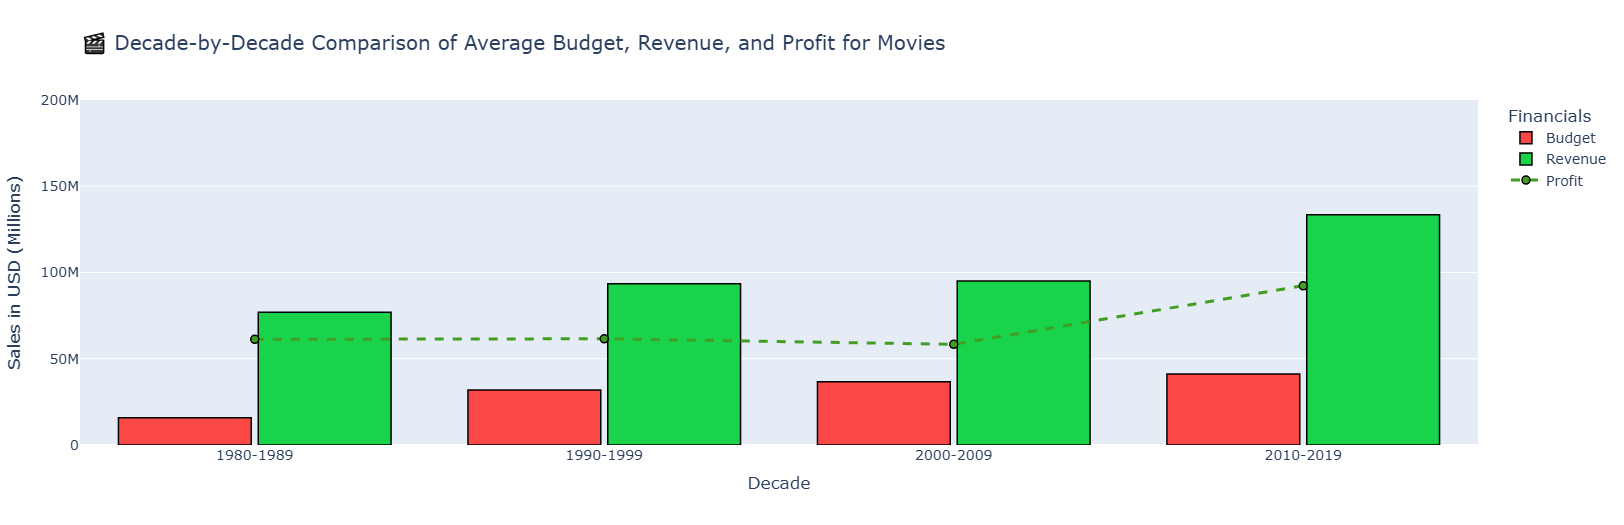 🎬 Decade-by-Decade Comparison of Average Budget, Revenue, and Profit for Movies
Sales in USD (Millions)
200M
150M
100M
50M
0
1980-1989
1990-1999
2000-2009
2010-2019
Decade
Financials
Budget
Revenue
Profit